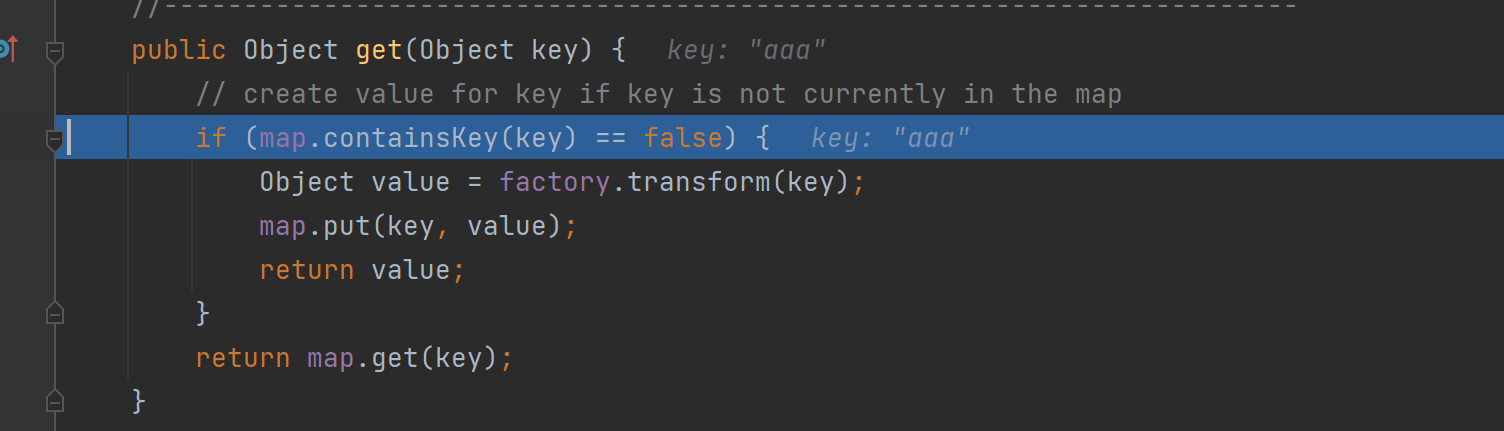 //-----------------------------------------------------------------------
public Object get(Object key) {   key: "aaa"
    // create value for key if key is not currently in the map
    if (map.containsKey(key) == false) {   key: "aaa"
        Object value = factory.transform(key);
        map.put(key, value);
        return value;
    }
    return map.get(key);
}